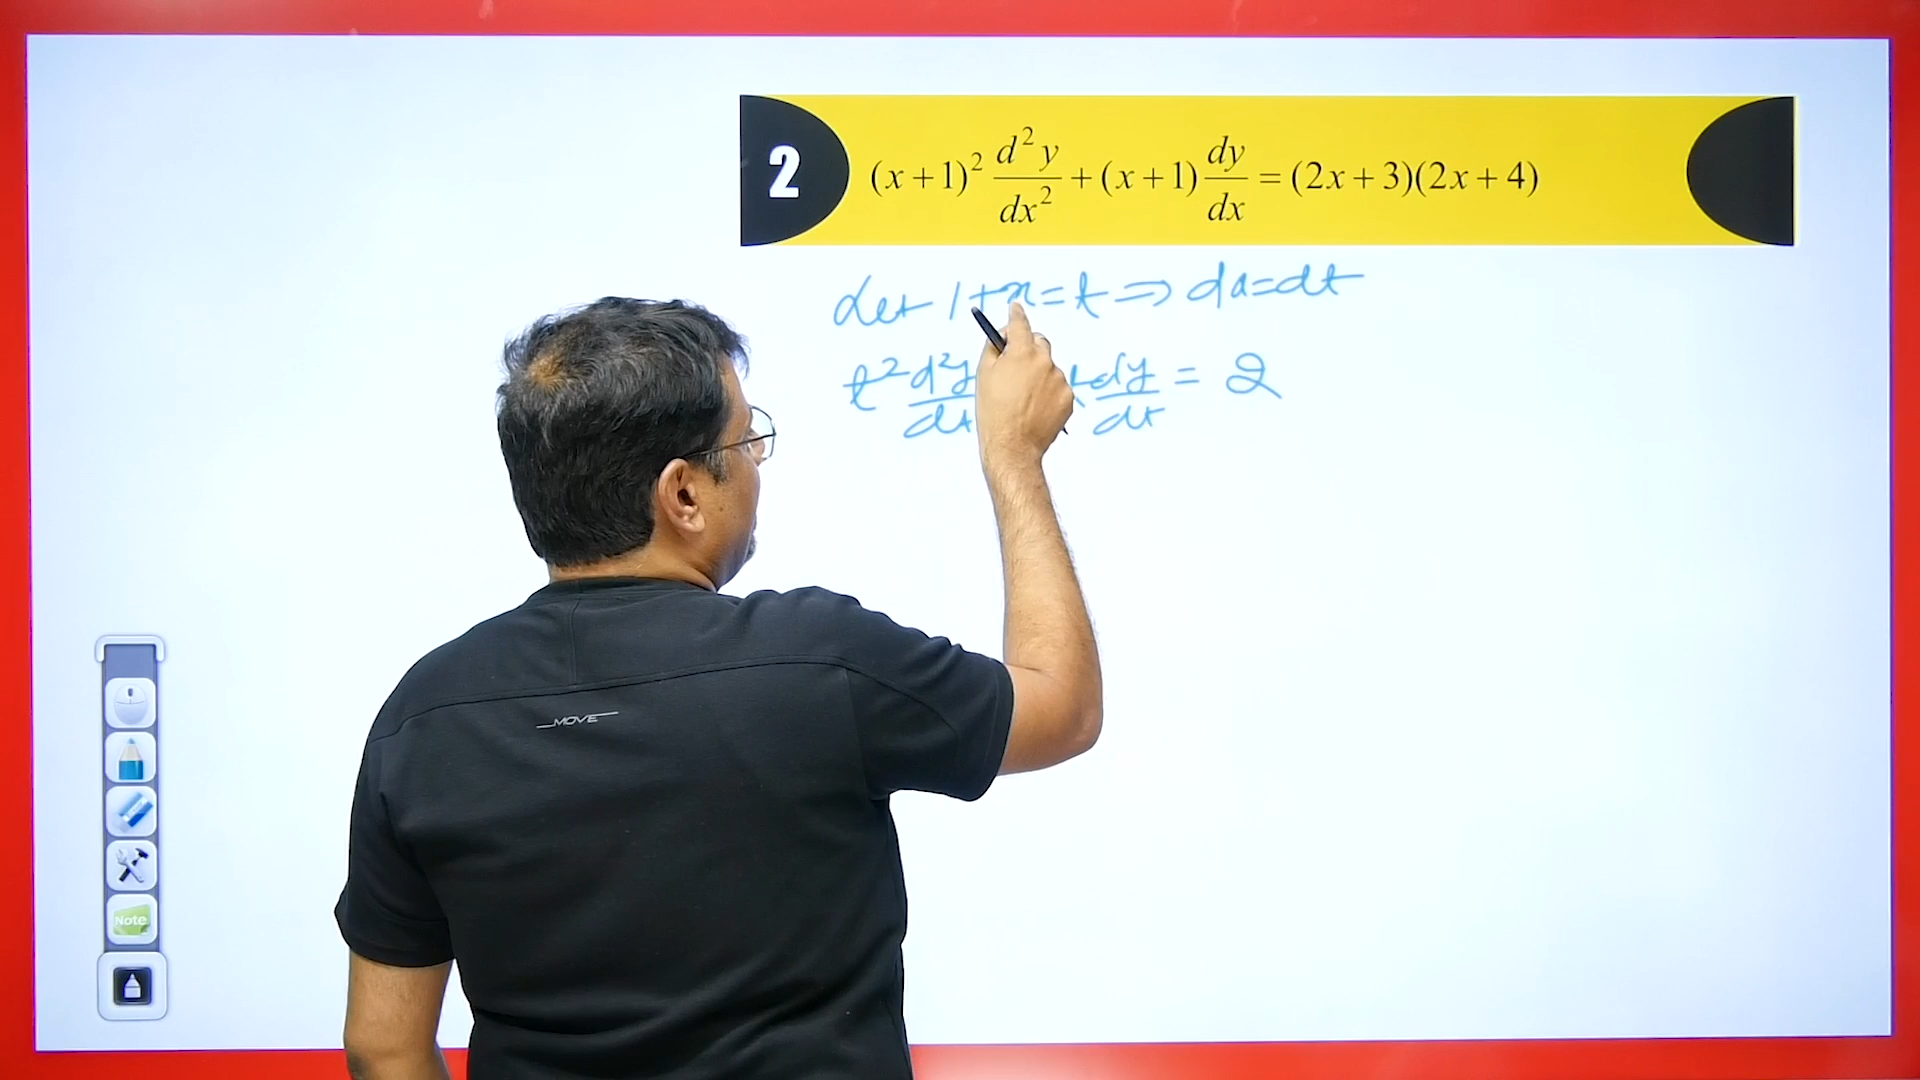 2 (x+1)² d²y/dx² + (x+1) dy/dx = (2x+3)(2x+4)
Let 1+x=t ⇒ dx=dt
t² d²y/dt t dy/dt = 2
MOVE
Note